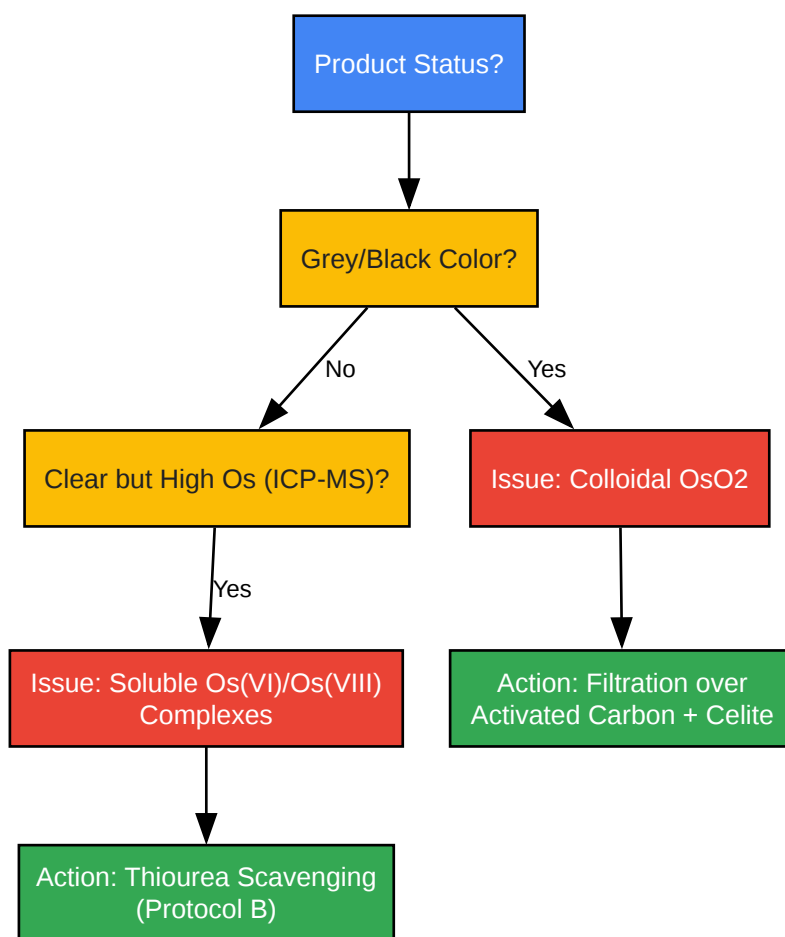 Product Status?
Grey/Black Color?
No
Yes
Clear but High Os (ICP-MS)?
Issue: Colloidal OsO2
Yes
Issue: Soluble Os(VI)/Os(VIII)
Complexes
Action: Filtration over
Activated Carbon + Celite
Action: Thiourea Scavenging
(Protocol B)